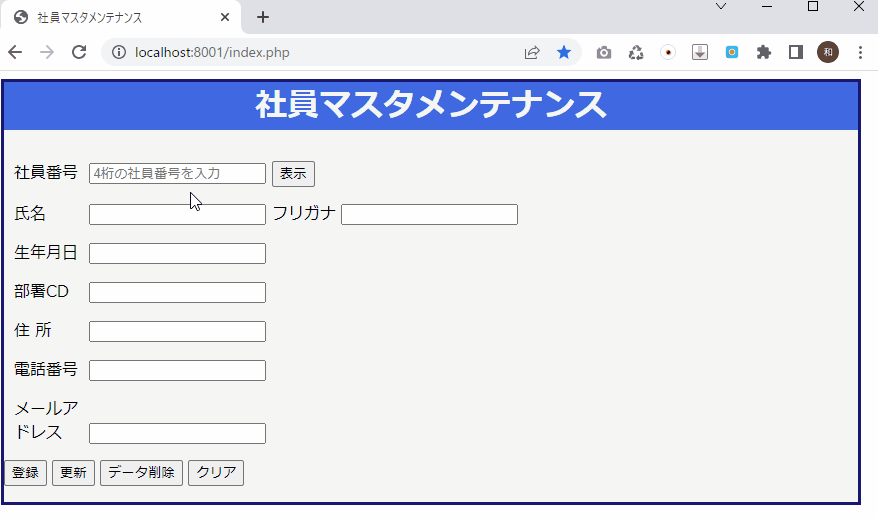 社員マスタメンテナンス
localhost:8001/index.php
和
社員マスタメンテナンス
社員番号 4桁の社員番号を入力 表示
氏名 フリガナ
生年月日
部署CD
住 所
電話番号
メールア
ドレス
登録 更新 データ削除 クリア